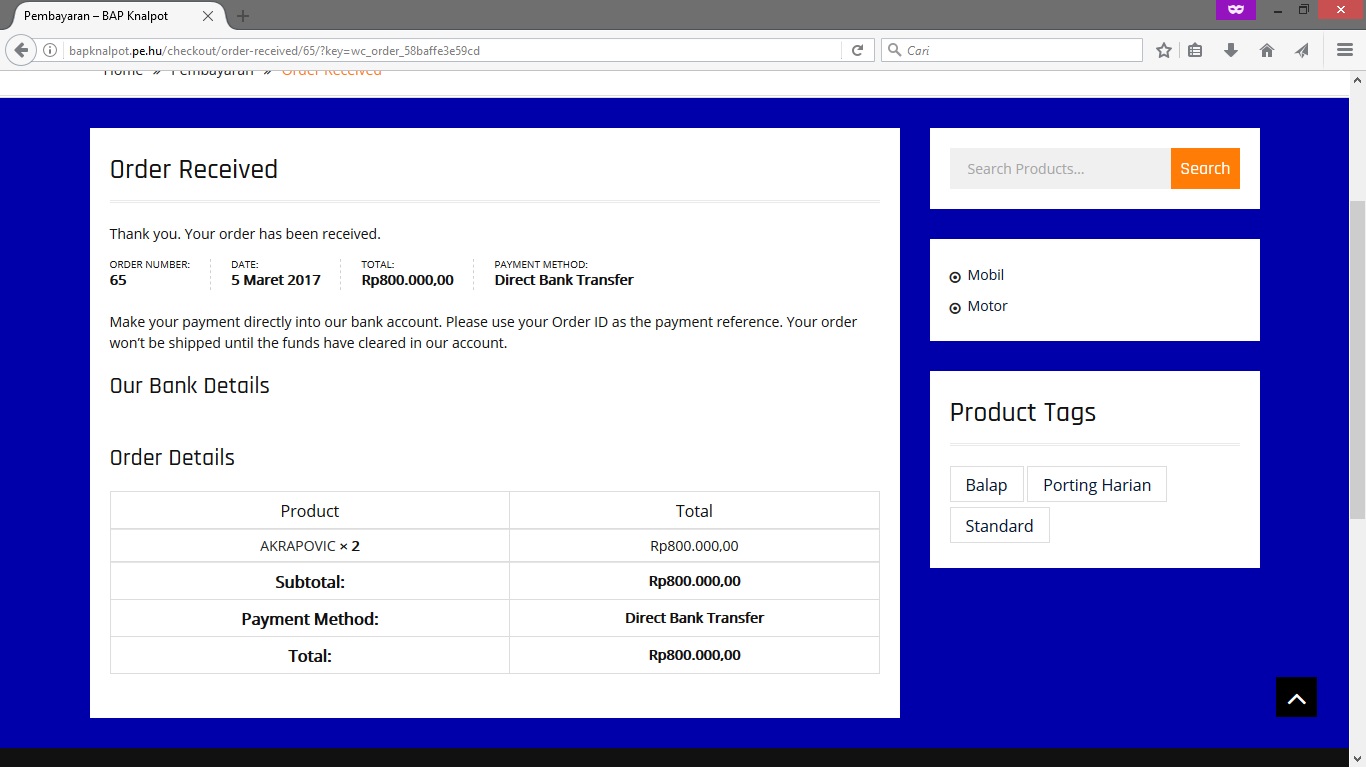 Pembayaran – BAP Knalpot
bapknalpot.pe.hu/checkout/order-received/65/?key=wc_order_58baffe3e59cd
Cari
Home » Pembayaran » Order Received
Order Received
Thank you. Your order has been received.
ORDER NUMBER:
65
DATE:
5 Maret 2017
TOTAL:
Rp800.000,00
PAYMENT METHOD:
Direct Bank Transfer
Make your payment directly into our bank account. Please use your Order ID as the payment reference. Your order
won’t be shipped until the funds have cleared in our account.
Our Bank Details
Order Details
Product Total
AKRAPOVIC × 2 Rp800.000,00
Subtotal: Rp800.000,00
Payment Method: Direct Bank Transfer
Total: Rp800.000,00
Search Products... Search
Mobil
Motor
Product Tags
Balap Porting Harian
Standard